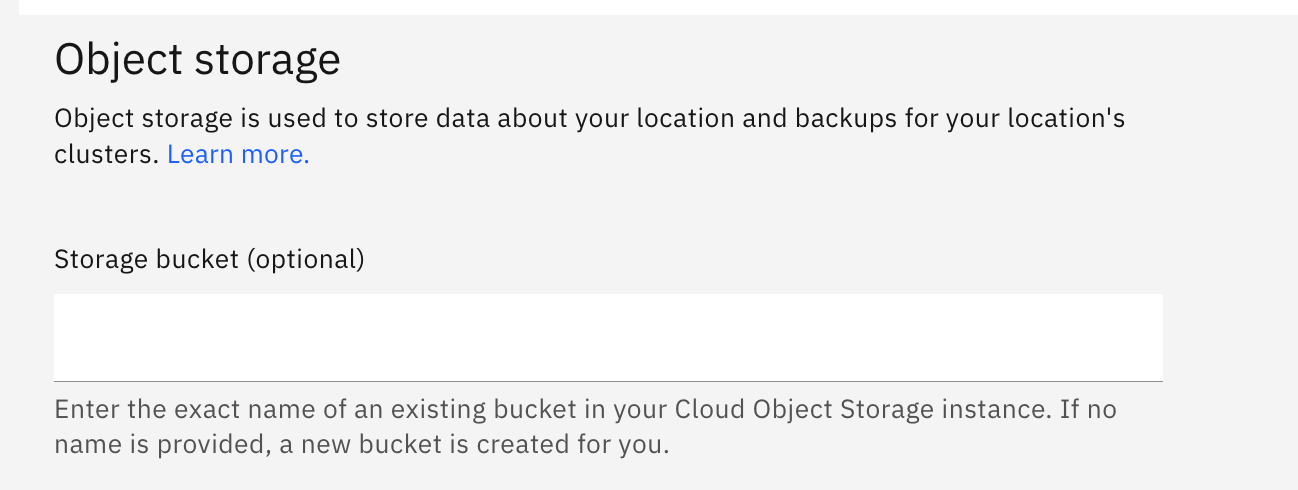 Object storage
Object storage is used to store data about your location and backups for your location's
clusters. Learn more.
Storage bucket (optional)
Enter the exact name of an existing bucket in your Cloud Object Storage instance. If no
name is provided, a new bucket is created for you.